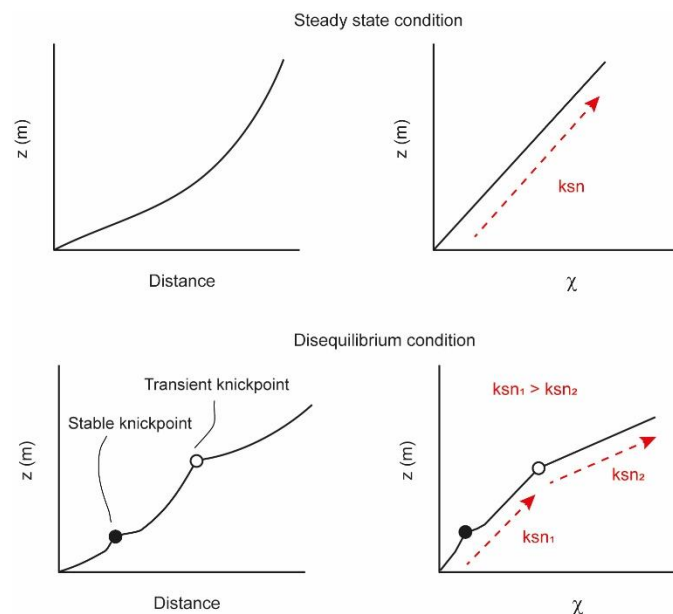 Steady state condition
z (m)
Distance
z (m)
ksn
χ
Disequilibrium condition
z (m)
Transient knickpoint
Stable knickpoint
Distance
z (m)
ksn₁ > ksn₂
ksn₂
ksn₁
χ